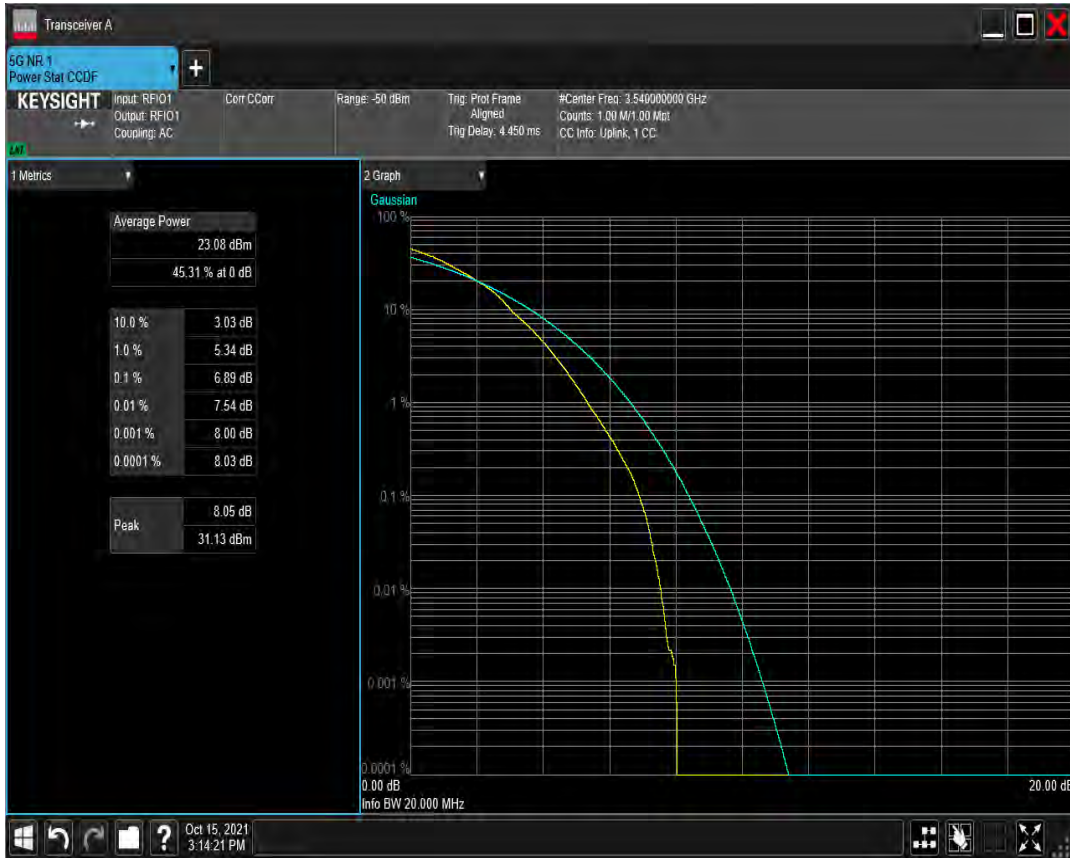 Transceiver A
5G NR 1
Power Stat CCDF
+
KEYSIGHT
Input: RFIO1
Output: RFIO1
Coupling: AC
Corr CCorr
Range: -50 dBm
Trig: Prot Frame
Aligned
Trig Delay: 4.450 ms
#Center Freq: 3.540000000 GHz
Counts: 1.00 M/1.00 Mpt
CC Info: Uplink, 1 CC
1 Metrics
Average Power
23.08 dBm
45.31 % at 0 dB
10.0 % 3.03 dB
1.0 % 5.34 dB
0.1 % 6.89 dB
0.01 % 7.54 dB
0.001 % 8.00 dB
0.0001 % 8.03 dB
Peak 8.05 dB
31.13 dBm
2 Graph
Gaussian
100 %
10 %
1 %
0.1 %
0.01 %
0.001 %
0.0001 %
0.00 dB
20.00 dB
Info BW 20.000 MHz
?
Oct 15, 2021
3:14:21 PM